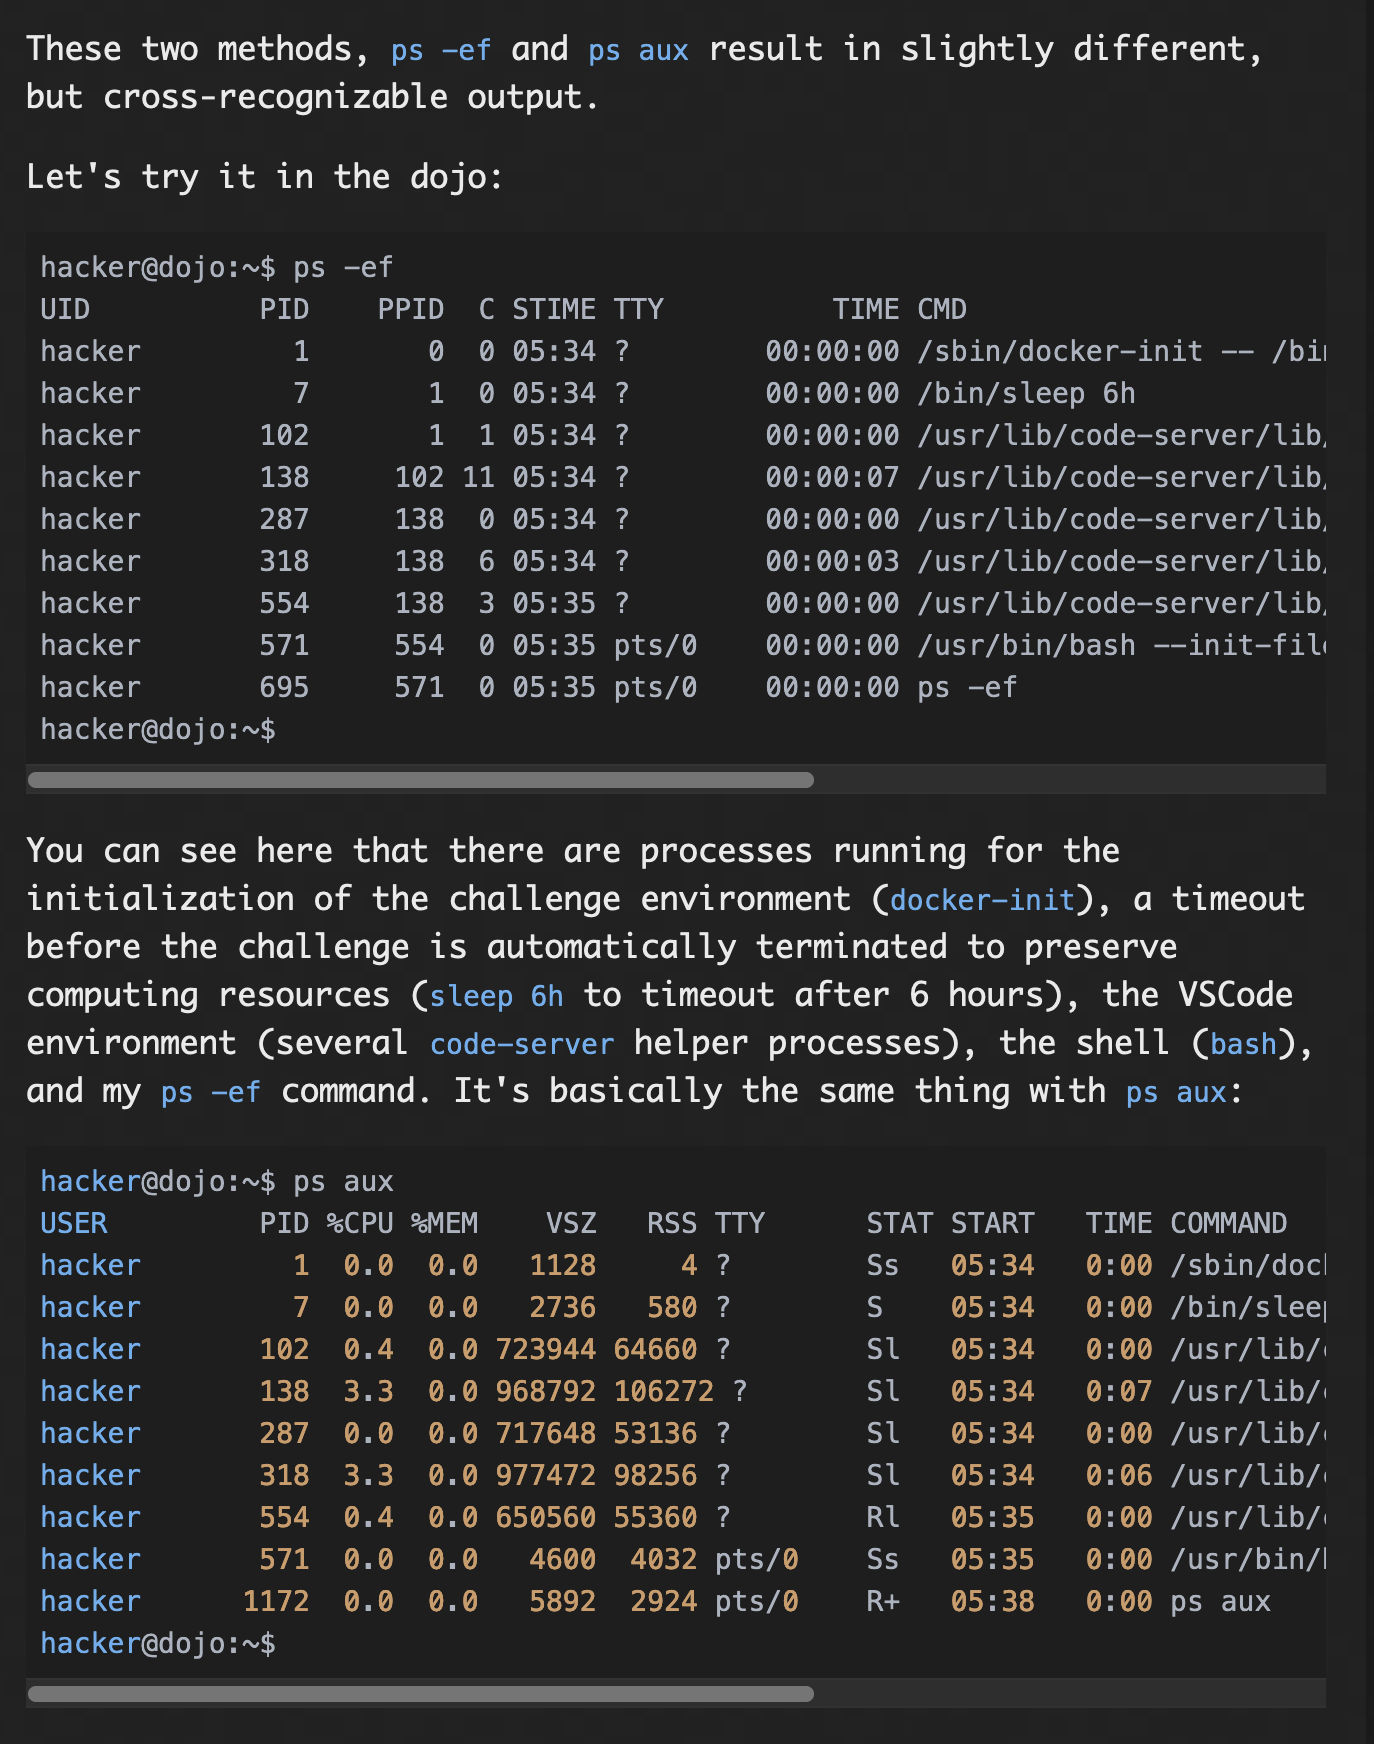 These two methods, ps -ef and ps aux result in slightly different,
but cross-recognizable output.
Let's try it in the dojo:
hacker@dojo:~$ ps -ef
UID          PID    PPID  C STIME TTY          TIME CMD
hacker         1       0  0 05:34 ?        00:00:00 /sbin/docker-init -- /bin
hacker         7       1  0 05:34 ?        00:00:00 /bin/sleep 6h
hacker       102       1  1 05:34 ?        00:00:00 /usr/lib/code-server/lib/
hacker       138     102 11 05:34 ?        00:00:07 /usr/lib/code-server/lib/
hacker       287     138  0 05:34 ?        00:00:00 /usr/lib/code-server/lib/
hacker       318     138  6 05:34 ?        00:00:03 /usr/lib/code-server/lib/
hacker       554     138  3 05:35 ?        00:00:00 /usr/lib/code-server/lib/
hacker       571     554  0 05:35 pts/0    00:00:00 /usr/bin/bash --init-file
hacker       695     571  0 05:35 pts/0    00:00:00 ps -ef
hacker@dojo:~$
You can see here that there are processes running for the
initialization of the challenge environment (docker-init), a timeout
before the challenge is automatically terminated to preserve
computing resources (sleep 6h to timeout after 6 hours), the VSCode
environment (several code-server helper processes), the shell (bash),
and my ps -ef command. It's basically the same thing with ps aux:
hacker@dojo:~$ ps aux
USER         PID %CPU %MEM    VSZ   RSS TTY      STAT START   TIME COMMAND
hacker         1  0.0  0.0   1128     4 ?        Ss   05:34   0:00 /sbin/dock
hacker         7  0.0  0.0   2736   580 ?        S    05:34   0:00 /bin/sleep
hacker       102  0.4  0.0 723944 64660 ?        Sl   05:34   0:00 /usr/lib/
hacker       138  3.3  0.0 968792 106272 ?       Sl   05:34   0:07 /usr/lib/
hacker       287  0.0  0.0 717648 53136 ?        Sl   05:34   0:00 /usr/lib/
hacker       318  3.3  0.0 977472 98256 ?        Sl   05:34   0:06 /usr/lib/
hacker       554  0.4  0.0 650560 55360 ?        Rl   05:35   0:00 /usr/lib/
hacker       571  0.0  0.0   4600  4032 pts/0    Ss   05:35   0:00 /usr/bin/
hacker      1172  0.0  0.0   5892  2924 pts/0    R+   05:38   0:00 ps aux
hacker@dojo:~$